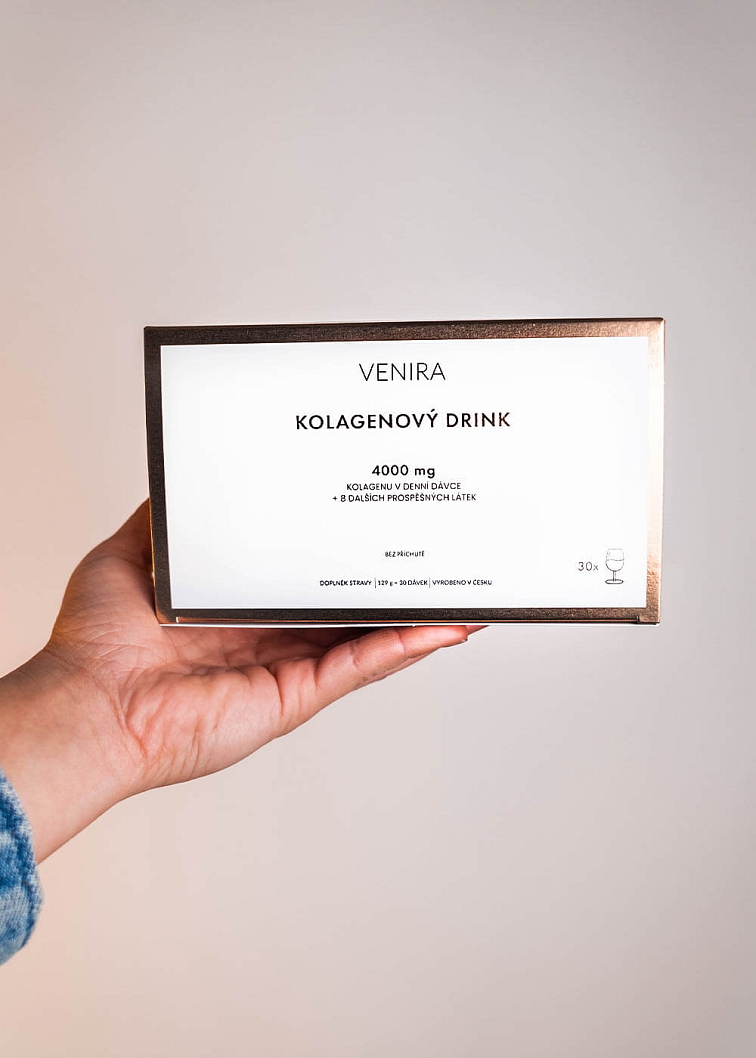 VENIRA
KOLAGENOVÝ DRINK
4000 mg
KOLAGENU V DENNÍ DÁVCE
+ 8 DALŠÍCH PROSPĚŠNÝCH LÁTEK
BEZ PŘÍCHUTĚ
30x
DOPLNĚK STRAVY | 129 g = 30 DÁVEK | VYROBENO V ČESKU